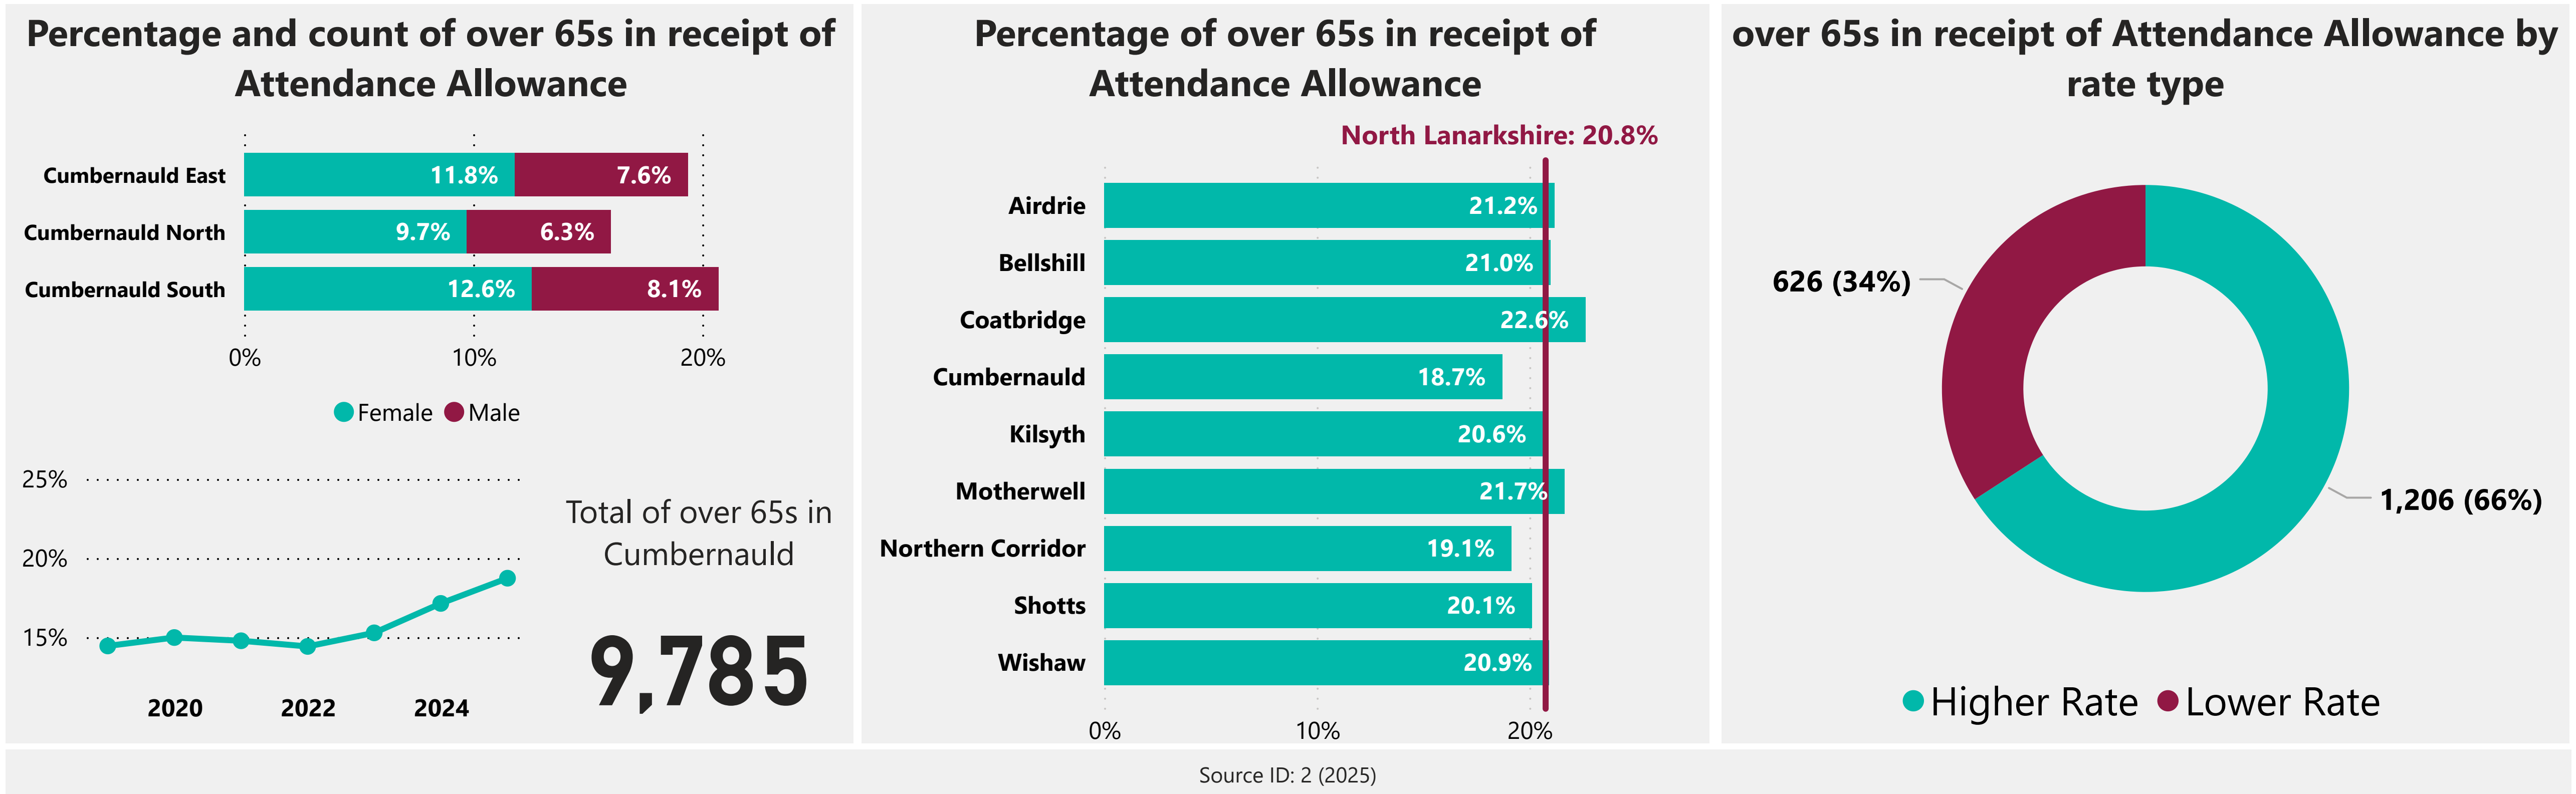 Percentage and count of over 65s in receipt of
Attendance Allowance
Cumbernauld East
11.8%
7.6%
Cumbernauld North
9.7%
6.3%
Cumbernauld South
12.6%
8.1%
0%
10%
20%
Female
Male
25%
20%
15%
2020
2022
2024
Total of over 65s in
Cumbernauld
9,785
Percentage of over 65s in receipt of
Attendance Allowance
North Lanarkshire: 20.8%
Airdrie
21.2%
Bellshill
21.0%
Coatbridge
22.6%
Cumbernauld
18.7%
Kilsyth
20.6%
Motherwell
21.7%
Northern Corridor
19.1%
Shotts
20.1%
Wishaw
20.9%
0%
10%
20%
over 65s in receipt of Attendance Allowance by
rate type
626 (34%)
1,206 (66%)
Higher Rate
Lower Rate
Source ID: 2 (2025)